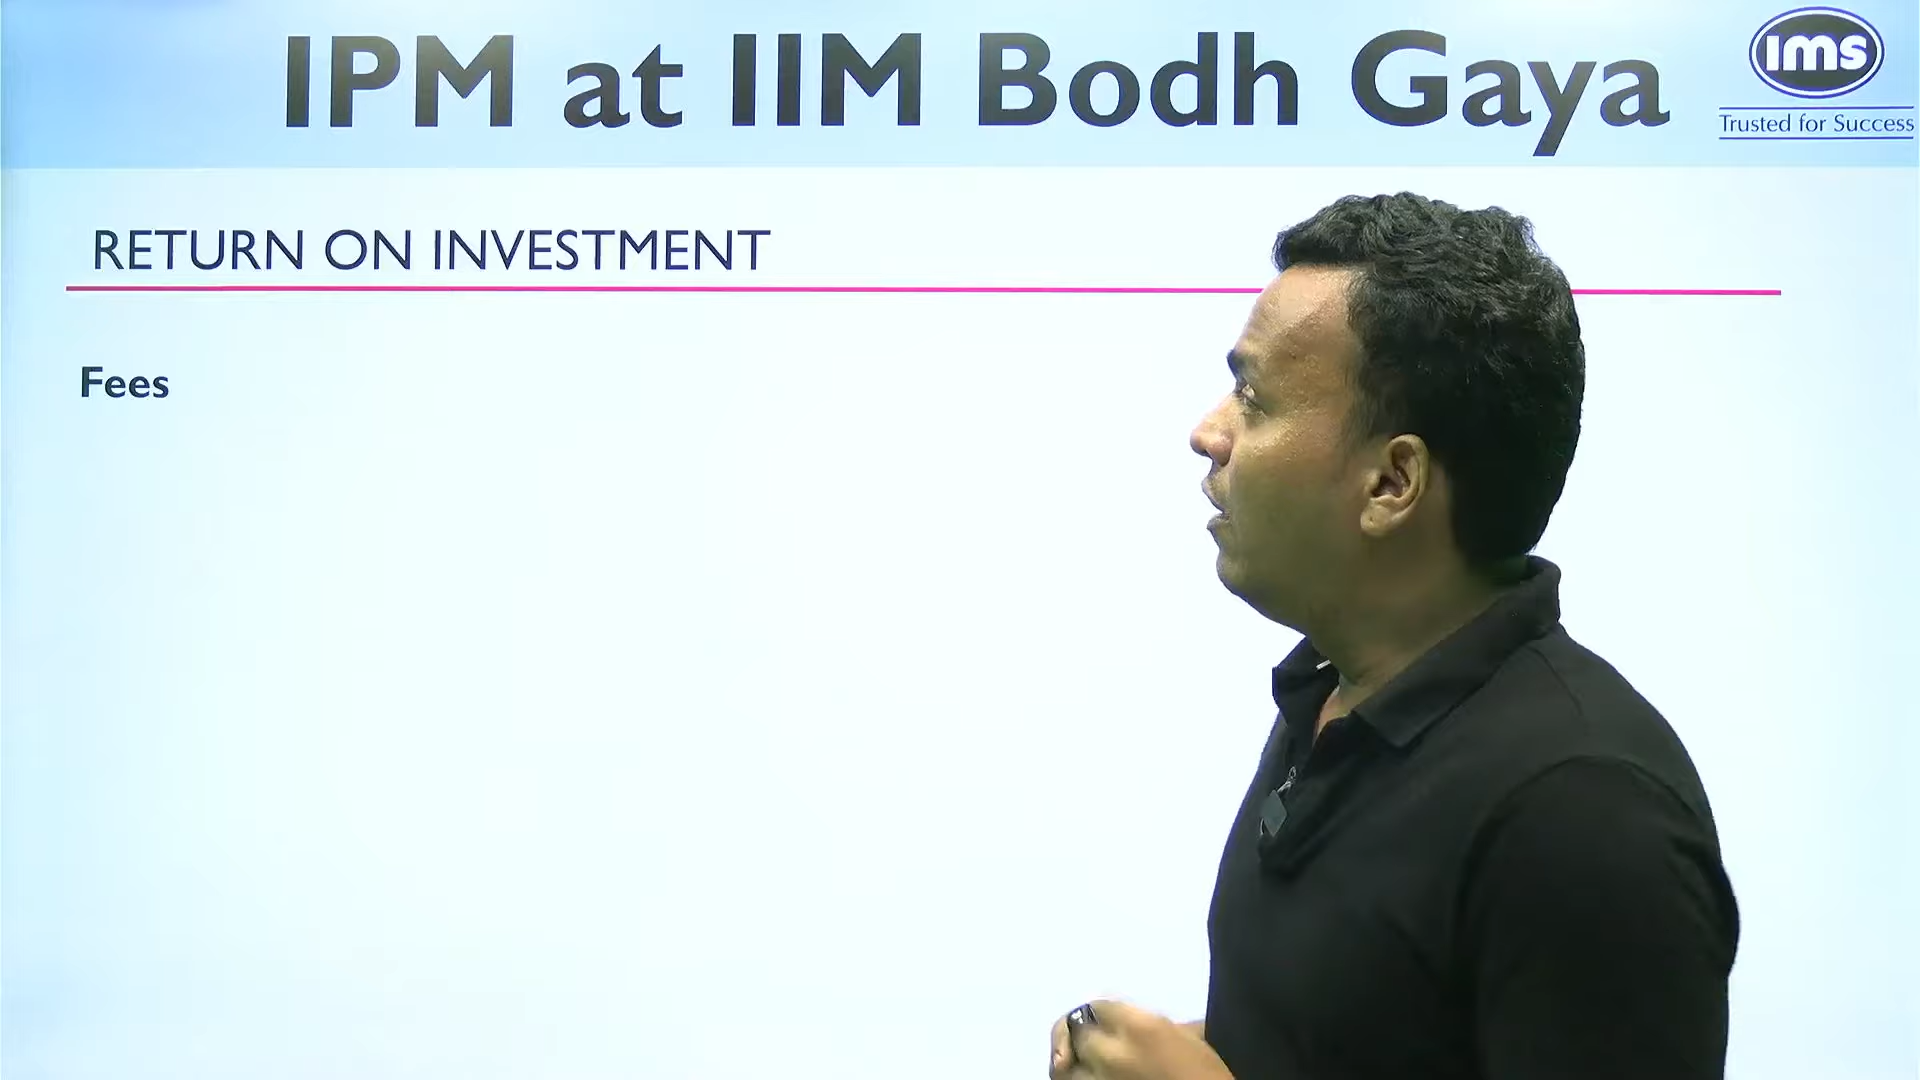 IPM at IIM Bodh Gaya
ims
Trusted for Success
RETURN ON INVESTMENT
Fees